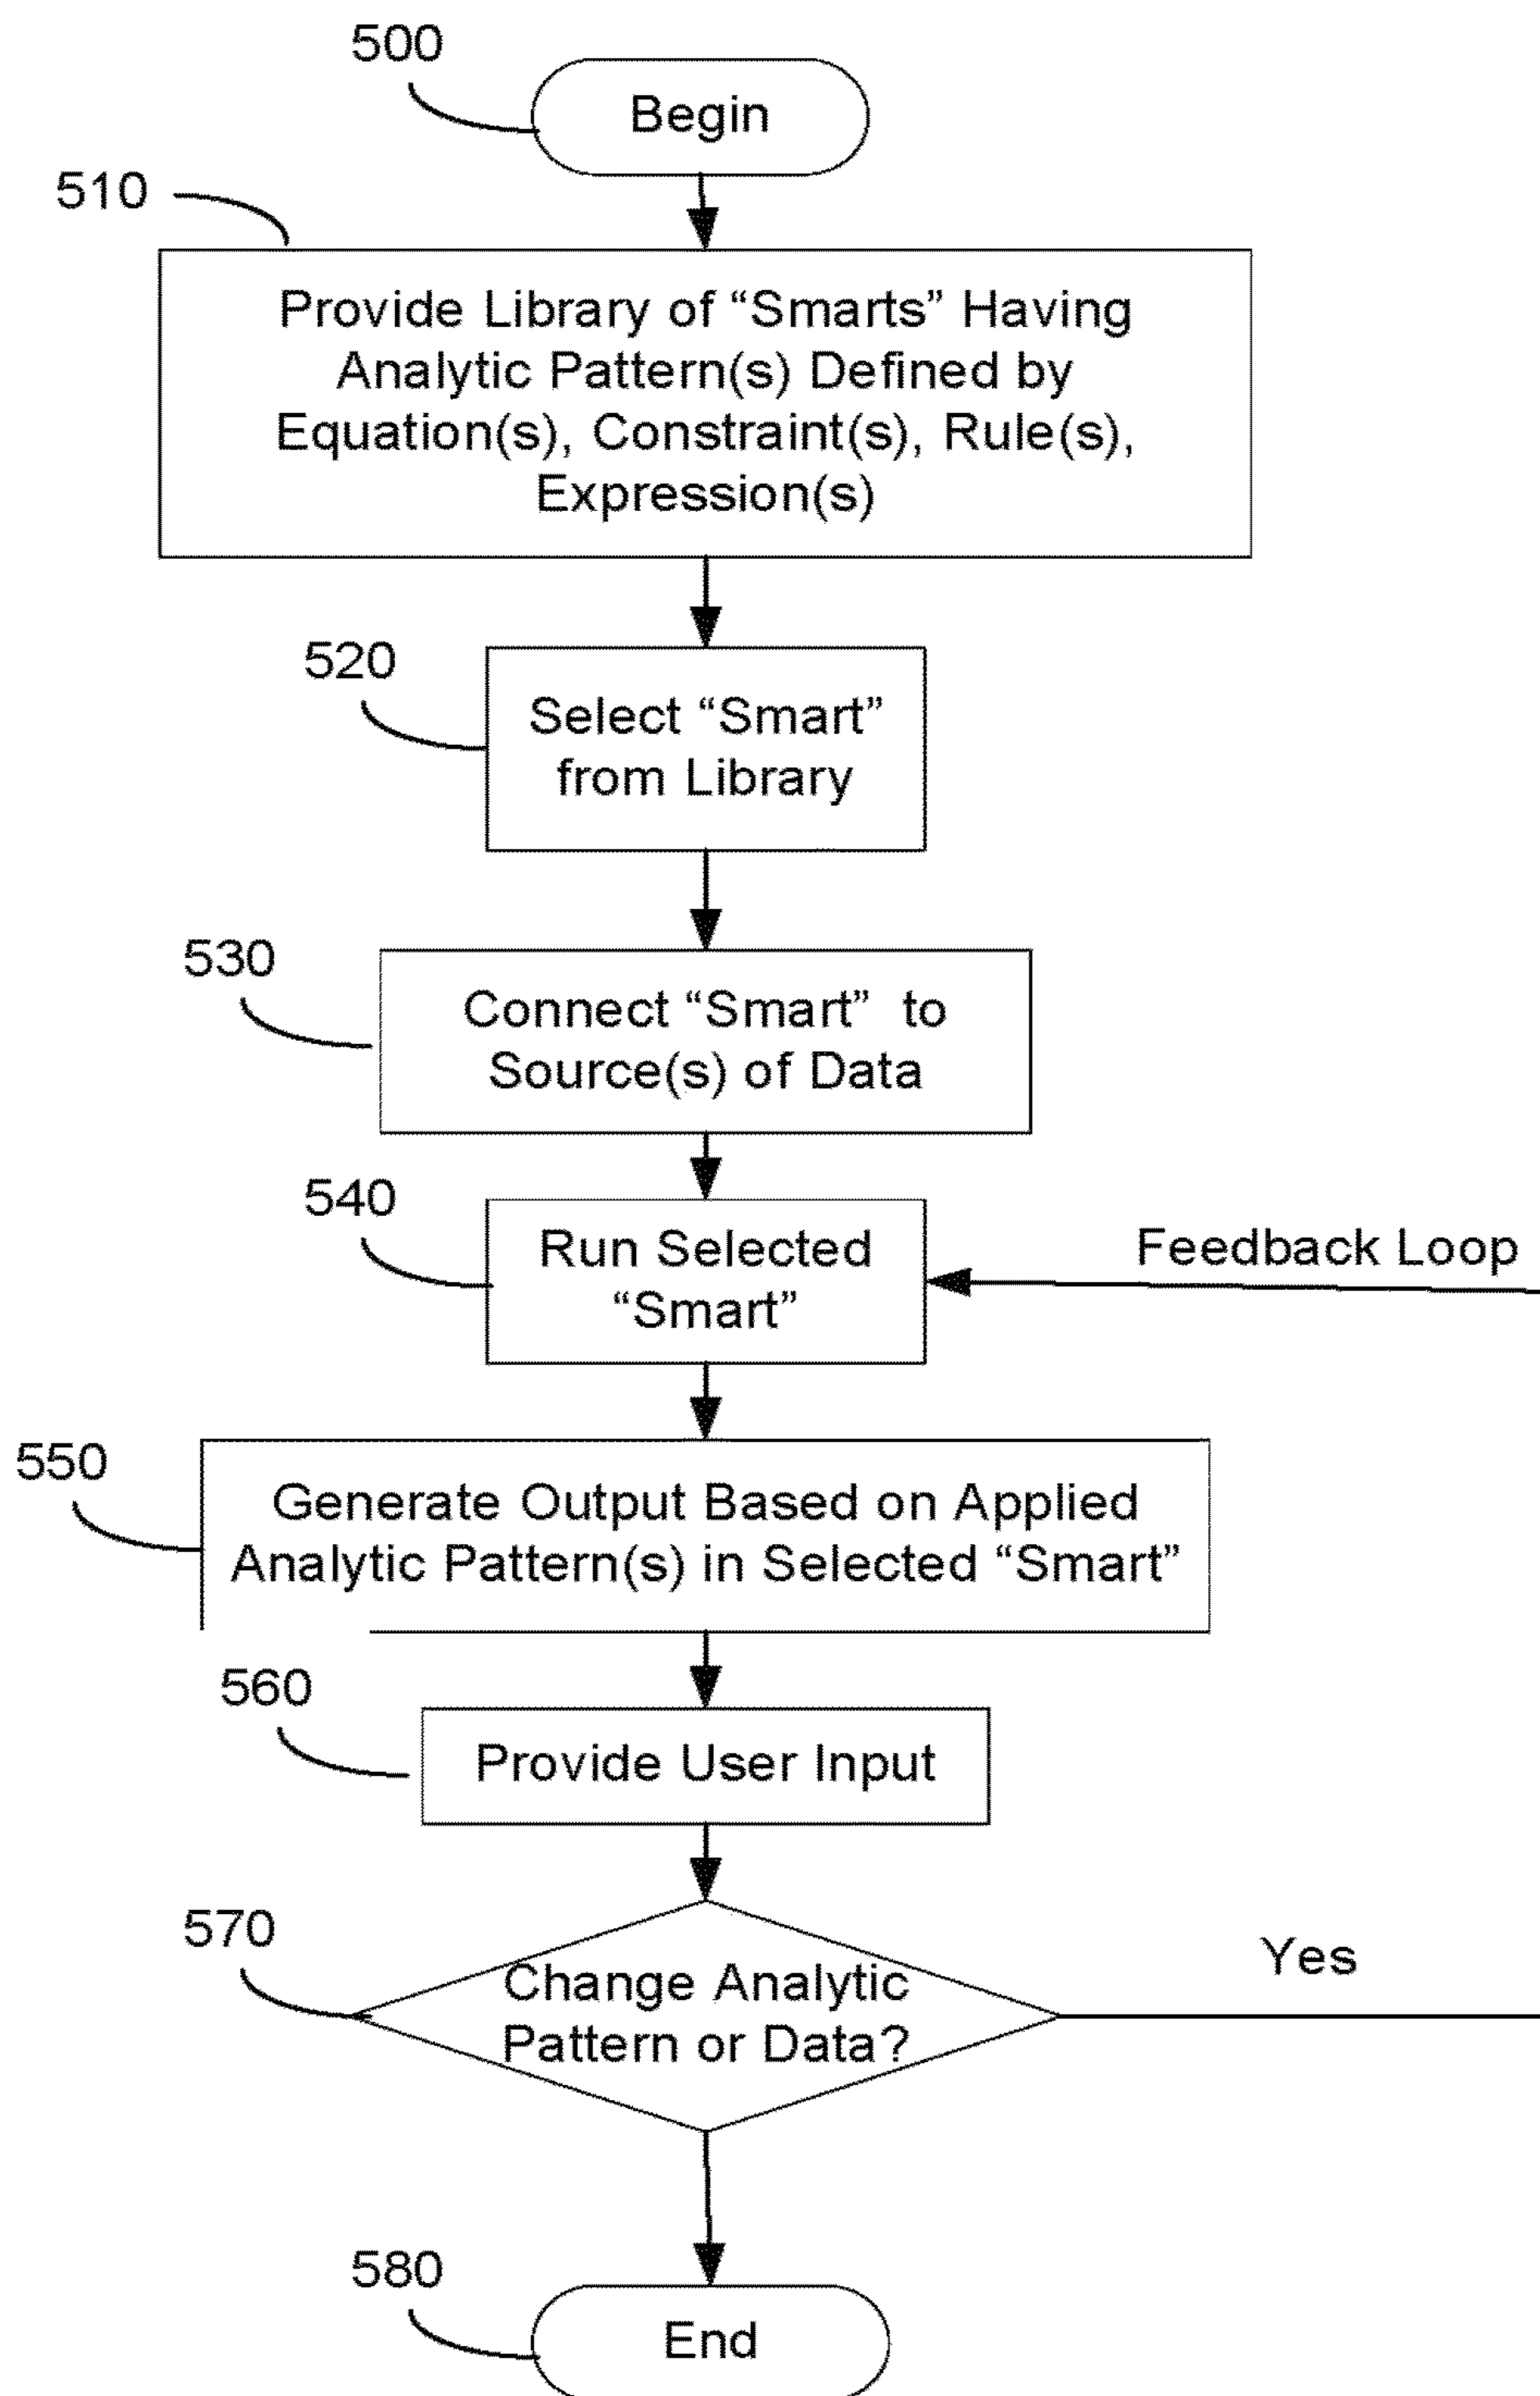 500
Begin
510
Provide Library of “Smarts” Having
Analytic Pattern(s) Defined by
Equation(s), Constraint(s), Rule(s),
Expression(s)
520
Select “Smart”
from Library
530
Connect “Smart” to
Source(s) of Data
540
Run Selected
“Smart”
Feedback Loop
550
Generate Output Based on Applied
Analytic Pattern(s) in Selected “Smart”
560
Provide User Input
570
Change Analytic
Pattern or Data?
Yes
580
End